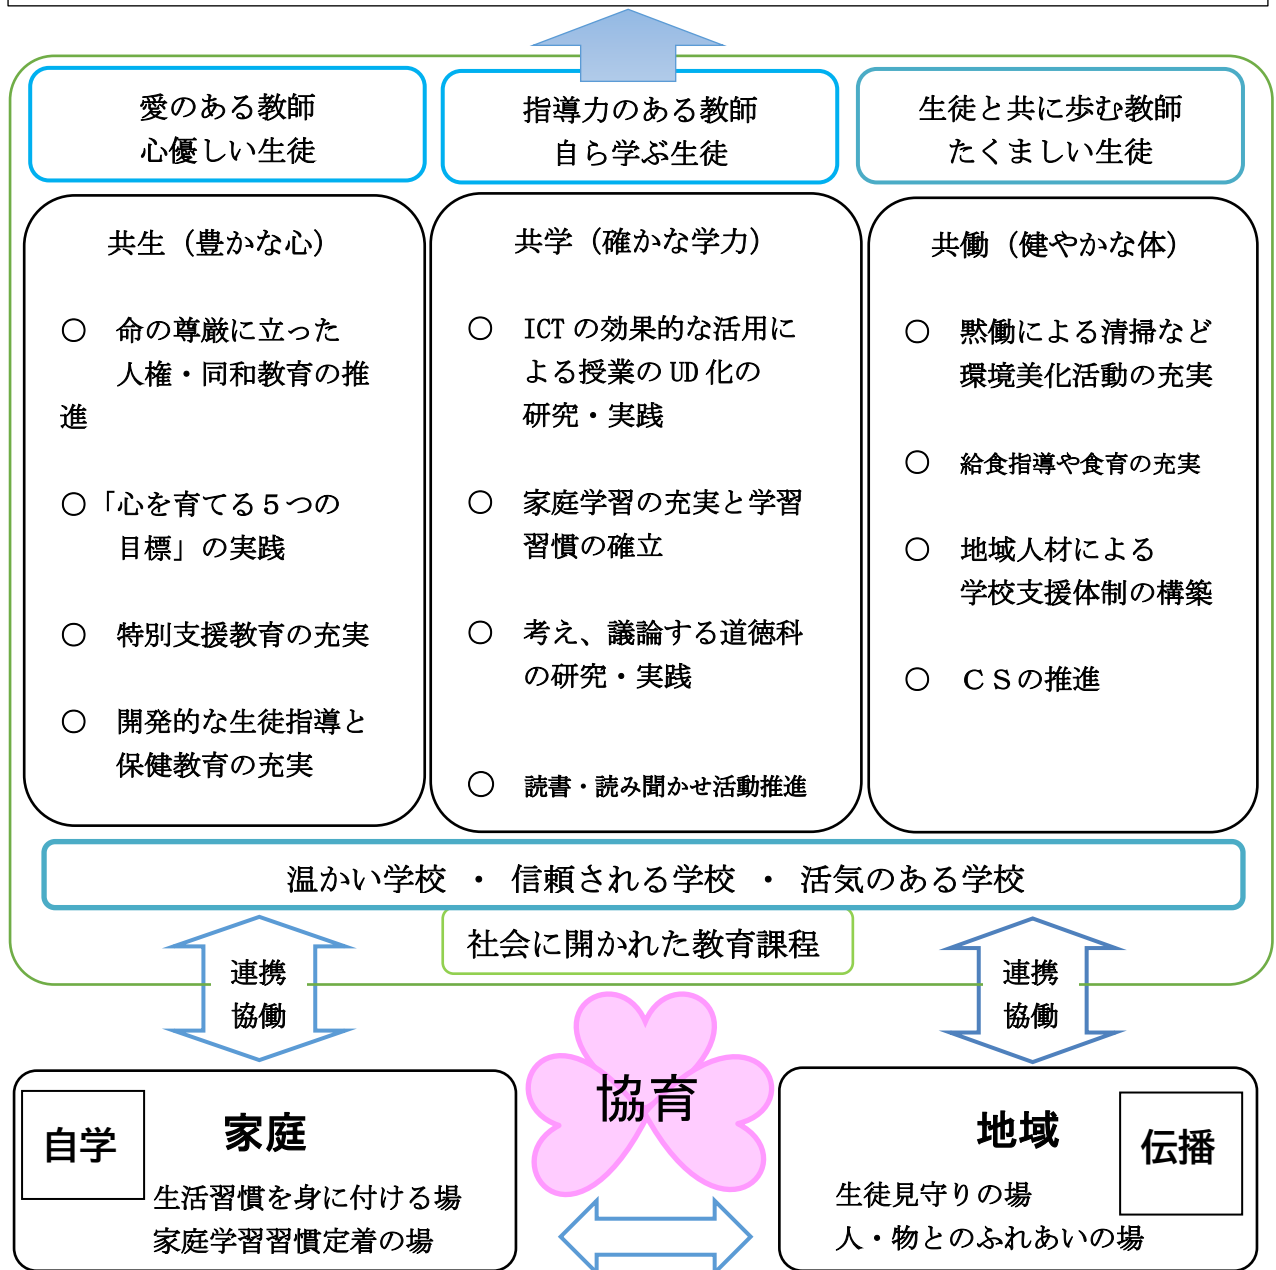 愛のある教師
心優しい生徒
指導力のある教師
自ら学ぶ生徒
生徒と共に歩む教師
たくましい生徒
共生（豊かな心）
○　命の尊厳に立った
人権・同和教育の推
進
○「心を育てる５つの
目標」の実践
○　特別支援教育の充実
○　開発的な生徒指導と
保健教育の充実
共学（確かな学力）
○　ICTの効果的な活用に
よる授業のUD化の
研究・実践
○　家庭学習の充実と学習
習慣の確立
○　考え、議論する道徳科
の研究・実践
○　読書・読み聞かせ活動推進
共働（健やかな体）
○　黙働による清掃など
環境美化活動の充実
○　給食指導や食育の充実
○　地域人材による
学校支援体制の構築
○　ＣＳの推進
温かい学校 ・ 信頼される学校 ・ 活気のある学校
社会に開かれた教育課程
連携
協働
連携
協働
協育
自学
家庭
生活習慣を身に付ける場
家庭学習習慣定着の場
地域
伝播
生徒見守りの場
人・物とのふれあいの場